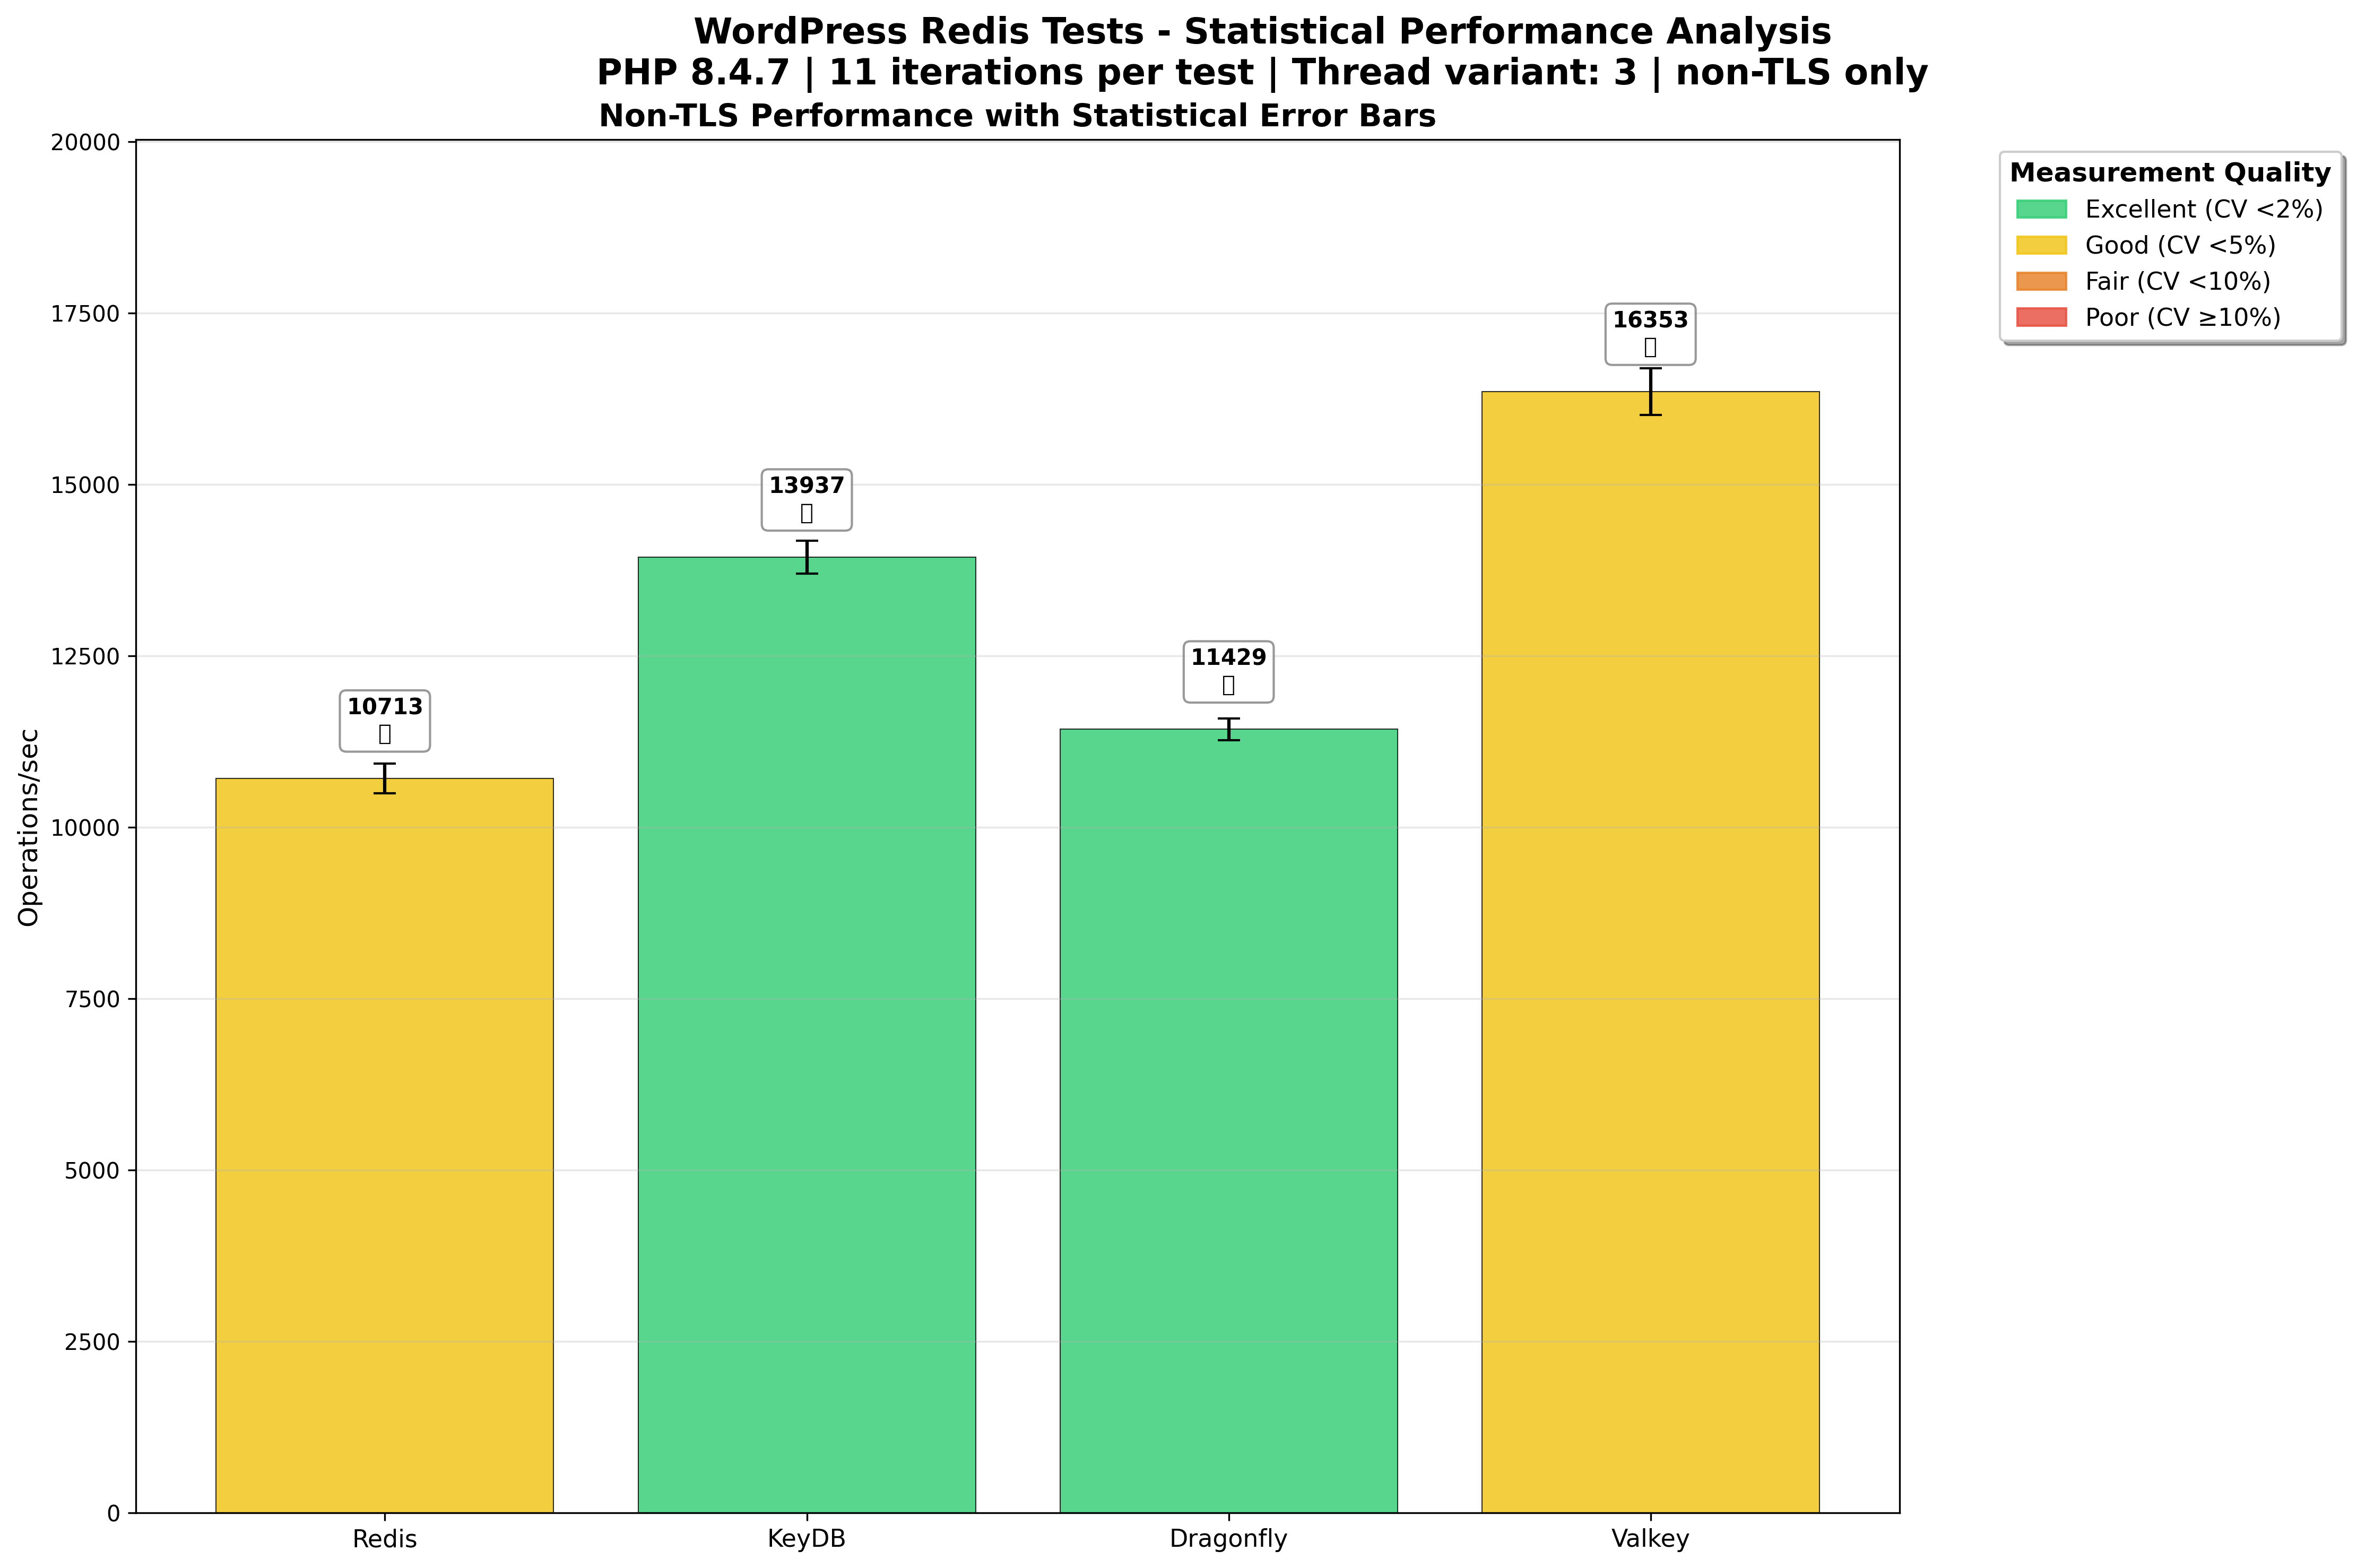 WordPress Redis Tests - Statistical Performance Analysis
PHP 8.4.7 | 11 iterations per test | Thread variant: 3 | non-TLS only
Non-TLS Performance with Statistical Error Bars
Operations/sec
20000
17500
15000
12500
10000
7500
5000
2500
0
10713
13937
11429
16353
Redis
KeyDB
Dragonfly
Valkey
Measurement Quality
Excellent (CV <2%)
Good (CV <5%)
Fair (CV <10%)
Poor (CV ≥10%)